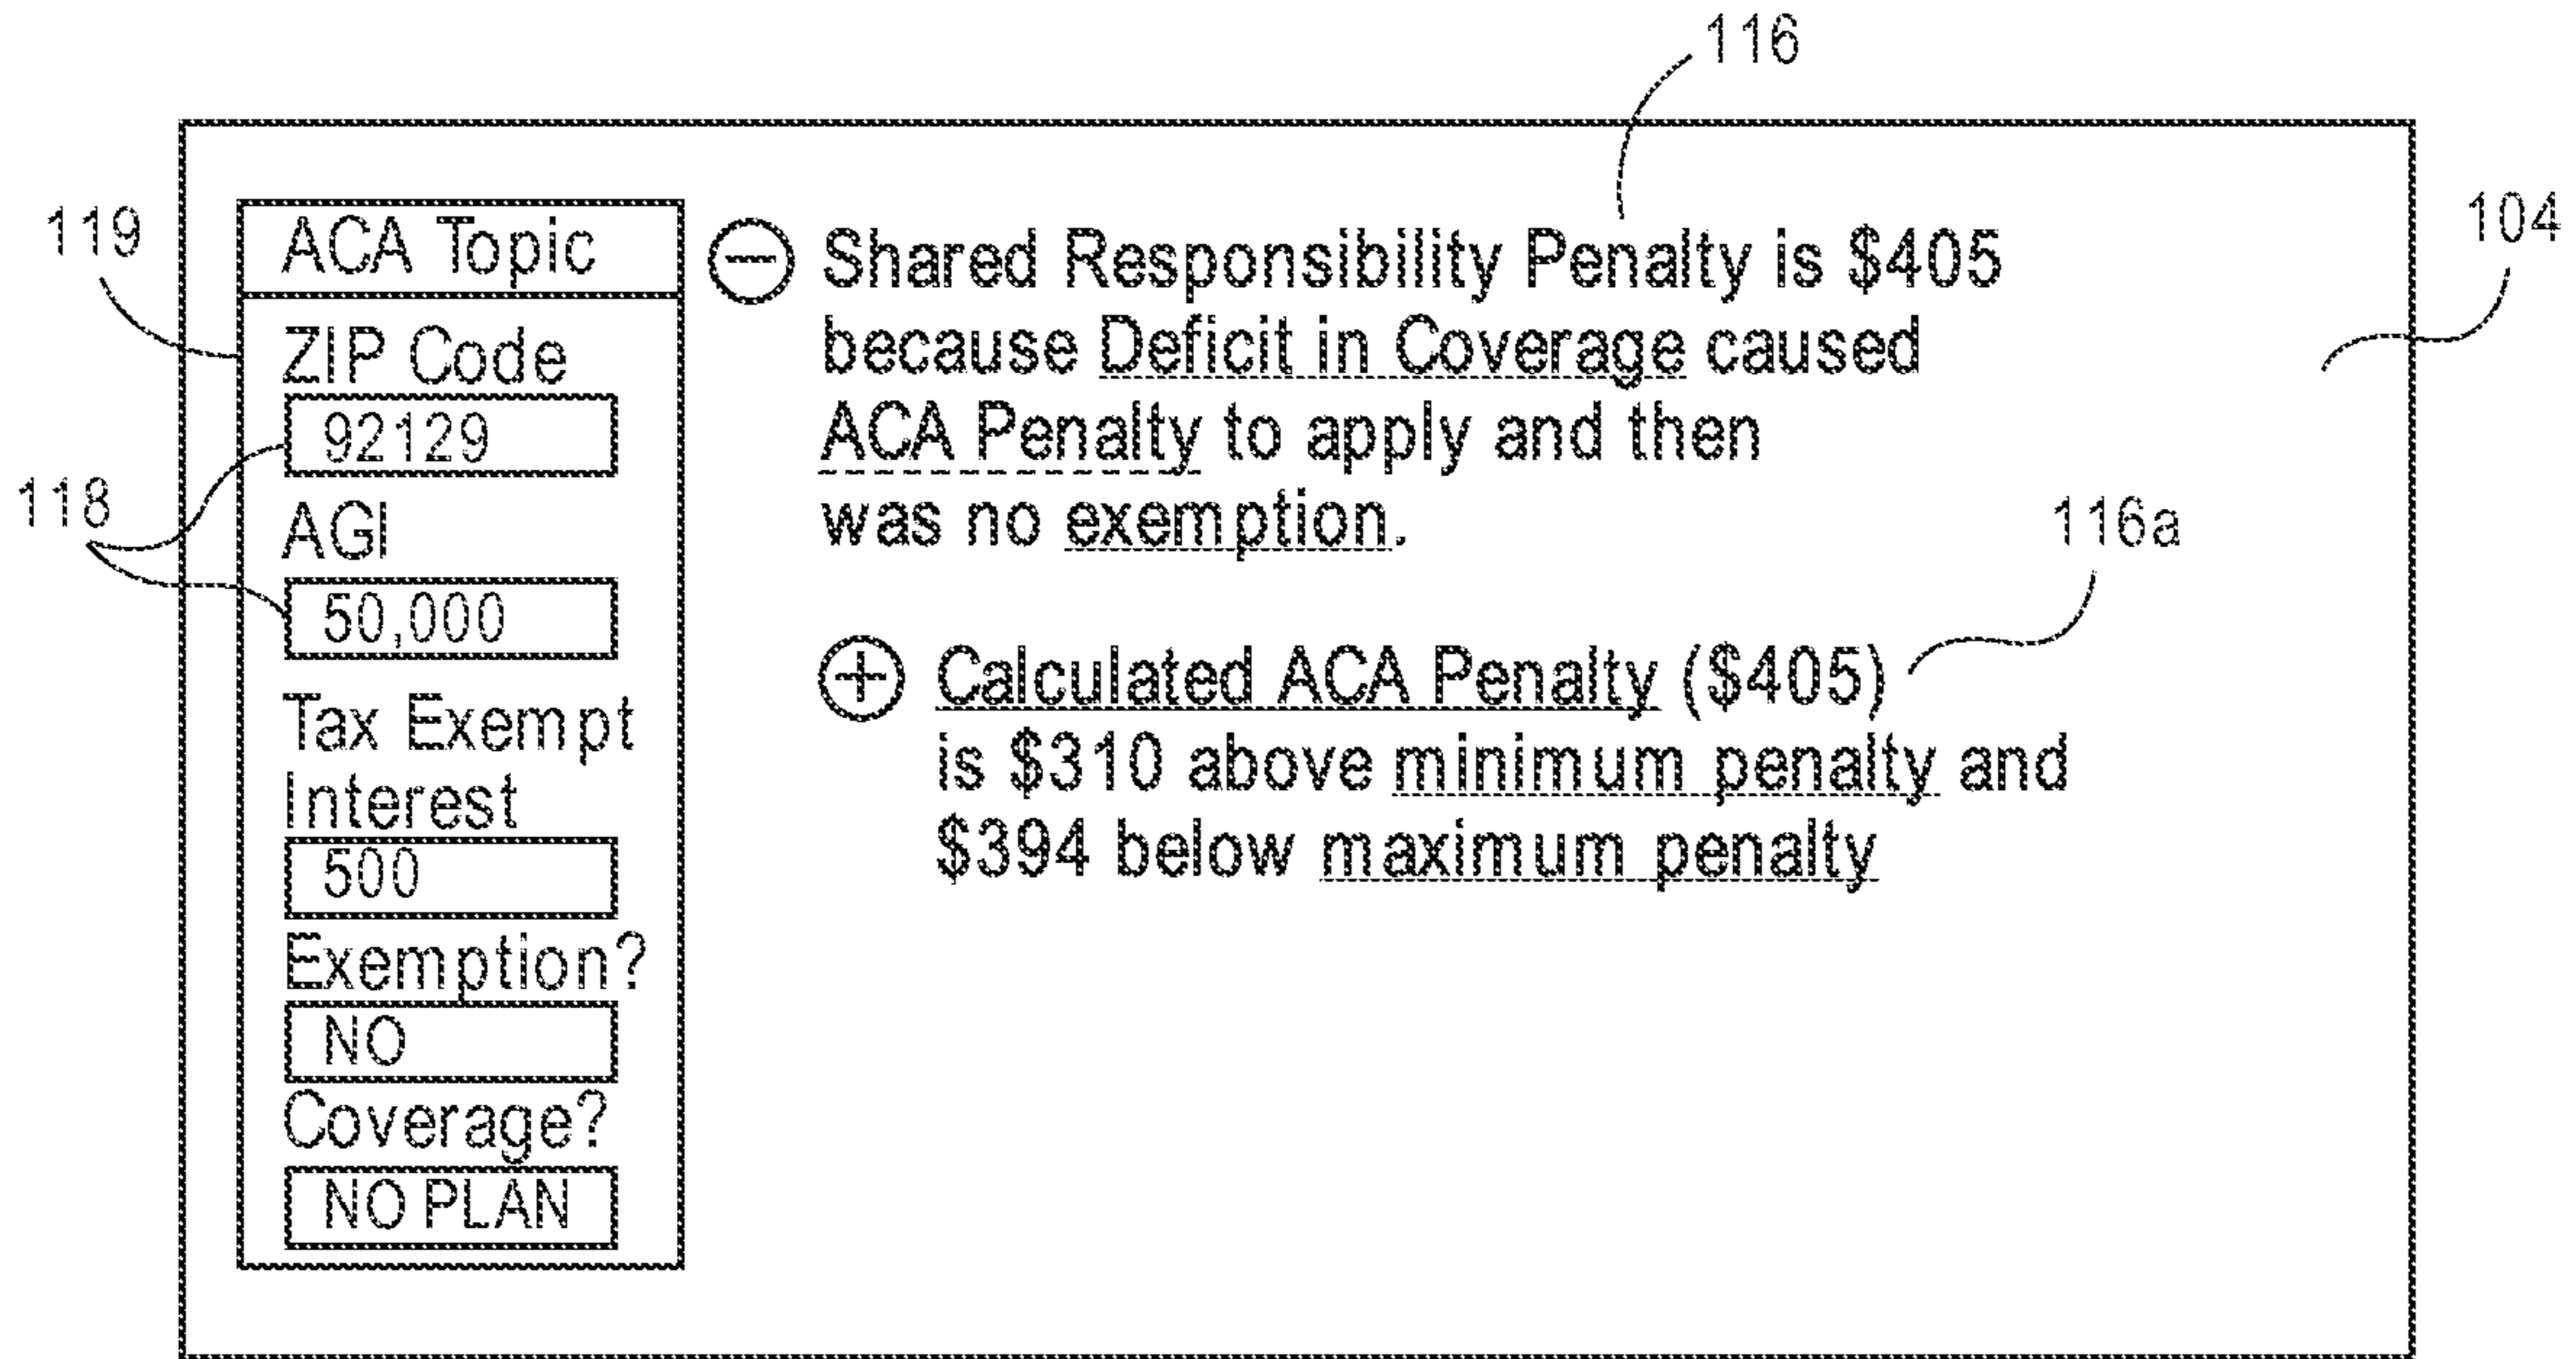 116
104
119
118
ACA Topic
ZIP Code
92129
AGI
50,000
Tax Exempt
Interest
500
Exemption?
NO
Coverage?
NO PLAN
Shared Responsibility Penalty is $405
because Deficit in Coverage caused
ACA Penalty to apply and then
was no exemption.
116a
Calculated ACA Penalty ($405)
is $310 above minimum penalty and
$394 below maximum penalty